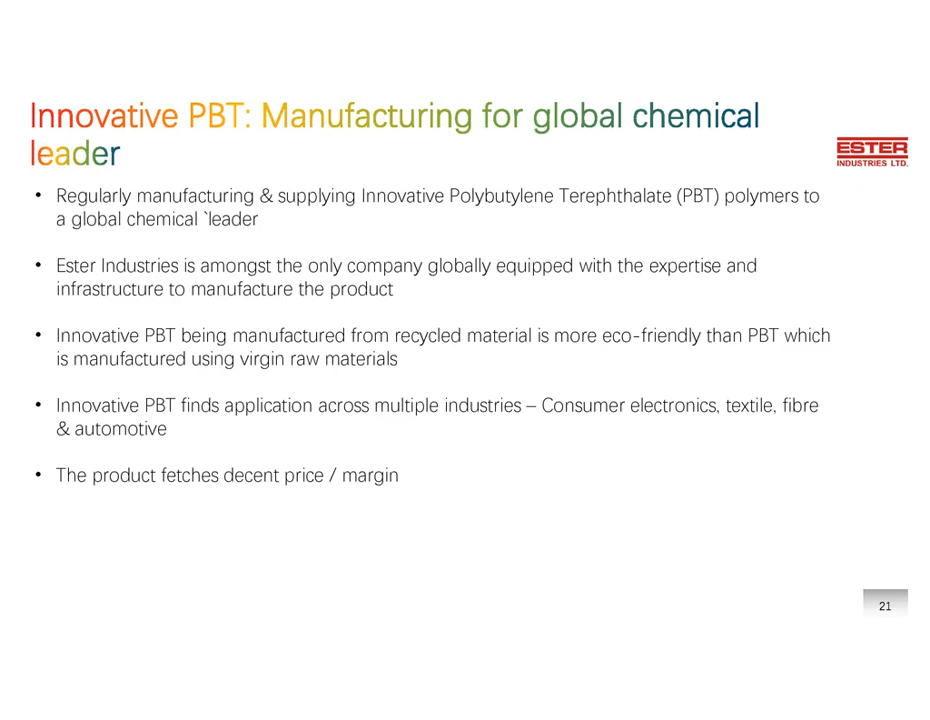 Innovative PBT: Manufacturing for global chemical
leader
ESTER
INDUSTRIES LTD.
• Regularly manufacturing & supplying Innovative Polybutylene Terephthalate (PBT) polymers to
a global chemical `leader
• Ester Industries is amongst the only company globally equipped with the expertise and
infrastructure to manufacture the product
• Innovative PBT being manufactured from recycled material is more eco-friendly than PBT which
is manufactured using virgin raw materials
• Innovative PBT finds application across multiple industries – Consumer electronics, textile, fibre
& automotive
• The product fetches decent price / margin
21